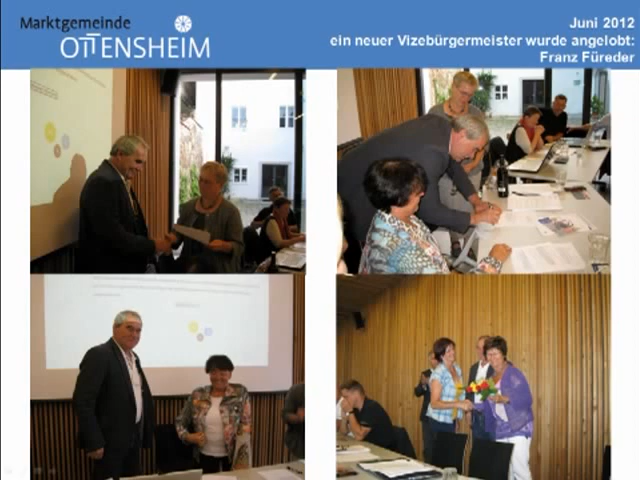 Marktgemeinde
OTTENSHEIM
Juni 2012
ein neuer Vizebürgermeister wurde angelobt:
Franz Füreder